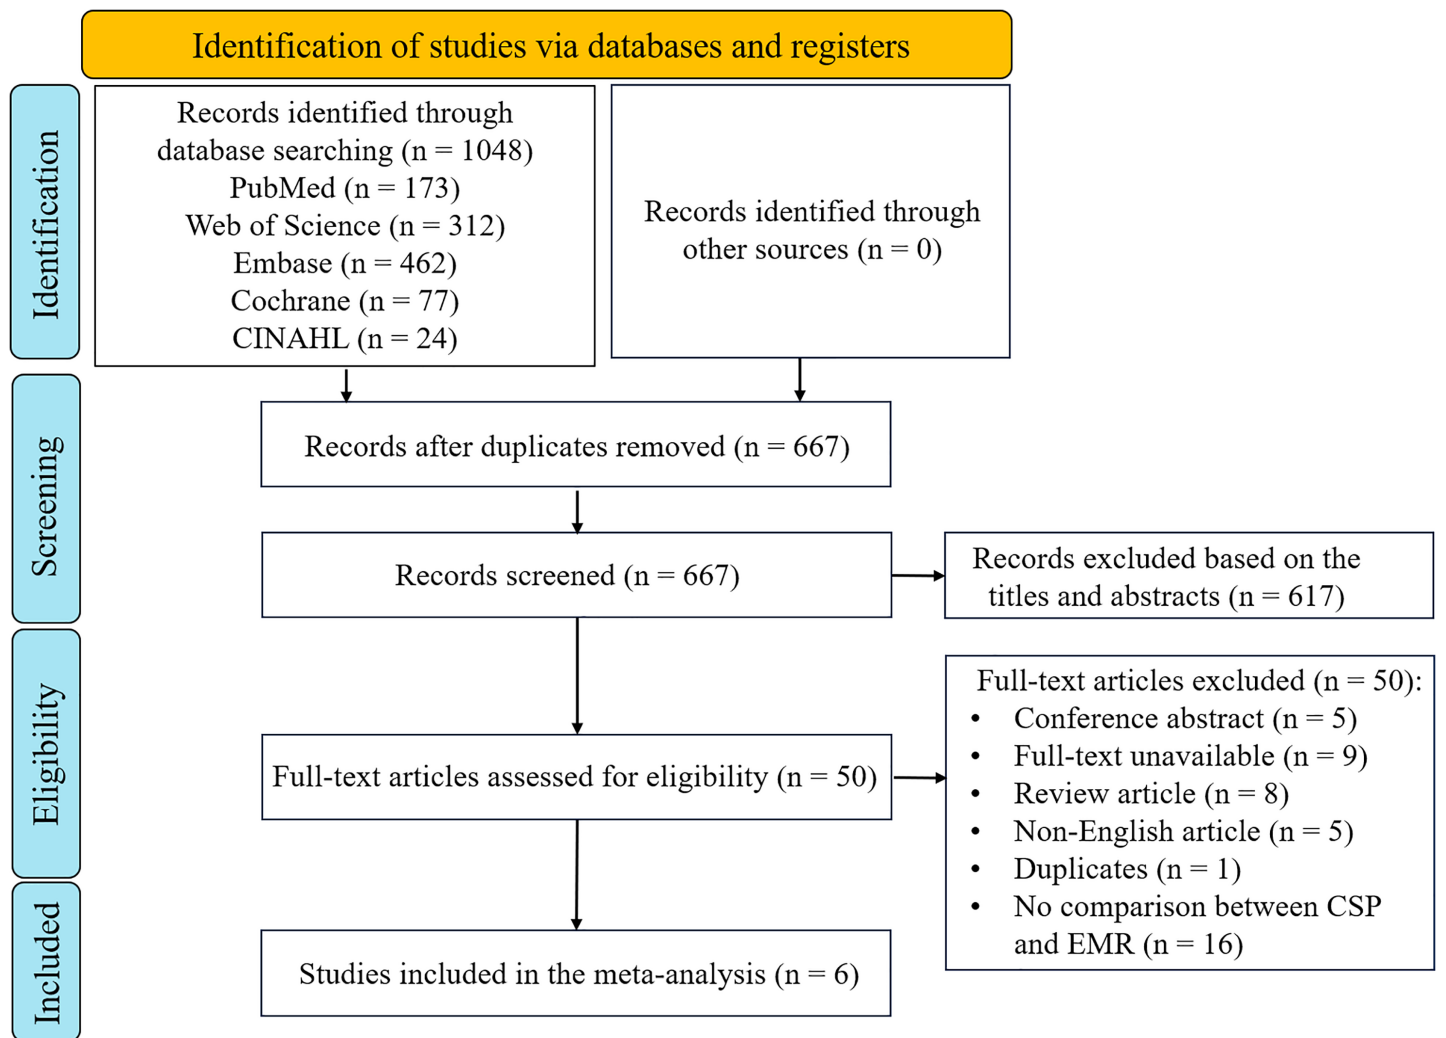 Identification of studies via databases and registers
Identification
Records identified through
database searching (n = 1048)
PubMed (n = 173)
Web of Science (n = 312)
Embase (n = 462)
Cochrane (n = 77)
CINAHL (n = 24)
Records identified through
other sources (n = 0)
Screening
Records after duplicates removed (n = 667)
Records screened (n = 667)
Records excluded based on the
titles and abstracts (n = 617)
Eligibility
Full-text articles assessed for eligibility (n = 50)
Full-text articles excluded (n = 50):
• Conference abstract (n = 5)
• Full-text unavailable (n = 9)
• Review article (n = 8)
• Non-English article (n = 5)
• Duplicates (n = 1)
• No comparison between CSP
and EMR (n = 16)
Included
Studies included in the meta-analysis (n = 6)